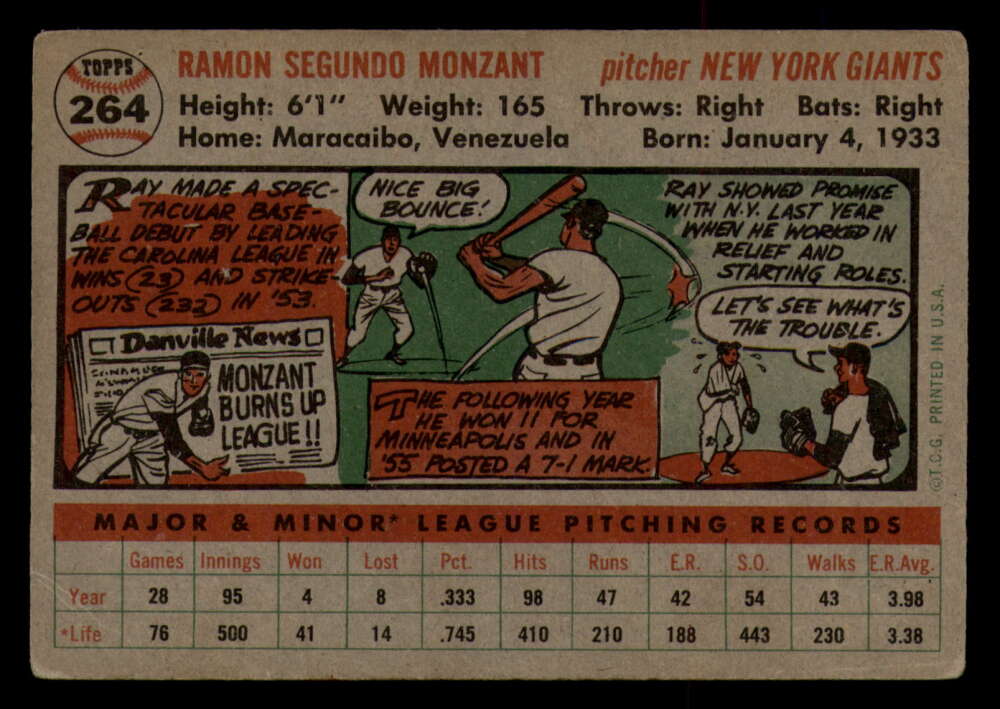 TOPPS
264
RAMON SEGUNDO MONZANT
pitcher NEW YORK GIANTS
Height: 6'1" Weight: 165 Throws: Right Bats: Right
Home: Maracaibo, Venezuela Born: January 4, 1933
RAY MADE A SPEC-
TACULAR BASE-
BALL DEBUT BY LEADING
THE CAROLINA LEAGUE IN
WINS (23) AND STRIKE-
OUTS (232) IN '53.
Danville News
MONZANT
BURNS UP
LEAGUE!!
NICE BIG
BOUNCE!
THE FOLLOWING YEAR
HE WON 11 FOR
MINNEAPOLIS AND IN
'55 POSTED A 7-1 MARK.
RAY SHOWED PROMISE
WITH N.Y. LAST YEAR
WHEN HE WORKED IN
RELIEF AND
STARTING ROLES.
LET'S SEE WHAT'S
THE TROUBLE.
©T.C.G. PRINTED IN U.S.A.
MAJOR & MINOR* LEAGUE PITCHING RECORDS
Games Innings Won Lost Pct. Hits Runs E.R. S.O. Walks E.R.Avg.
Year 28 95 4 8 .333 98 47 42 54 43 3.98
*Life 76 500 41 14 .745 410 210 188 443 230 3.38